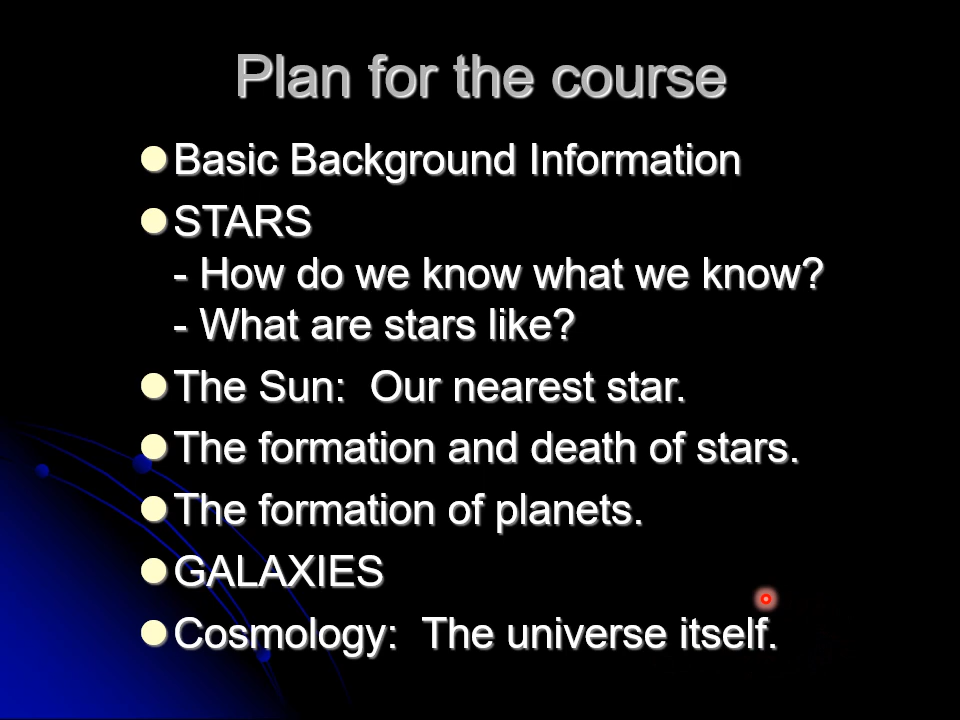 Plan for the course
Basic Background Information
STARS
- How do we know what we know?
- What are stars like?
The Sun:  Our nearest star.
The formation and death of stars.
The formation of planets.
GALAXIES
Cosmology:  The universe itself.